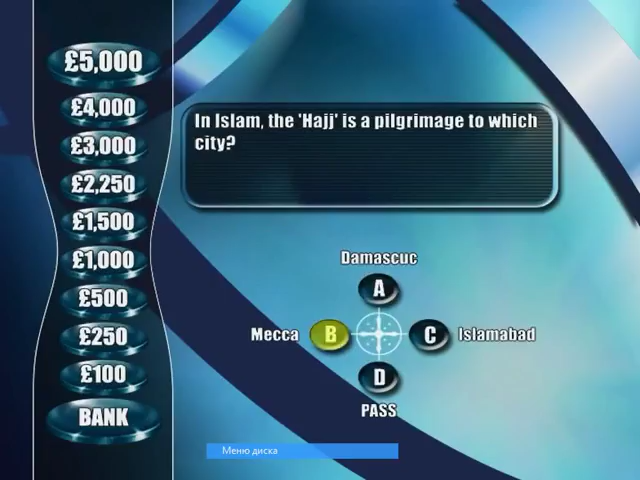 £5,000
£4,000
£3,000
£2,250
£1,500
£1,000
£500
£250
£100
BANK
In Islam, the 'Hajj' is a pilgrimage to which
city?
Damascuc
A
Mecca B C Islamabad
D
PASS
Меню диска